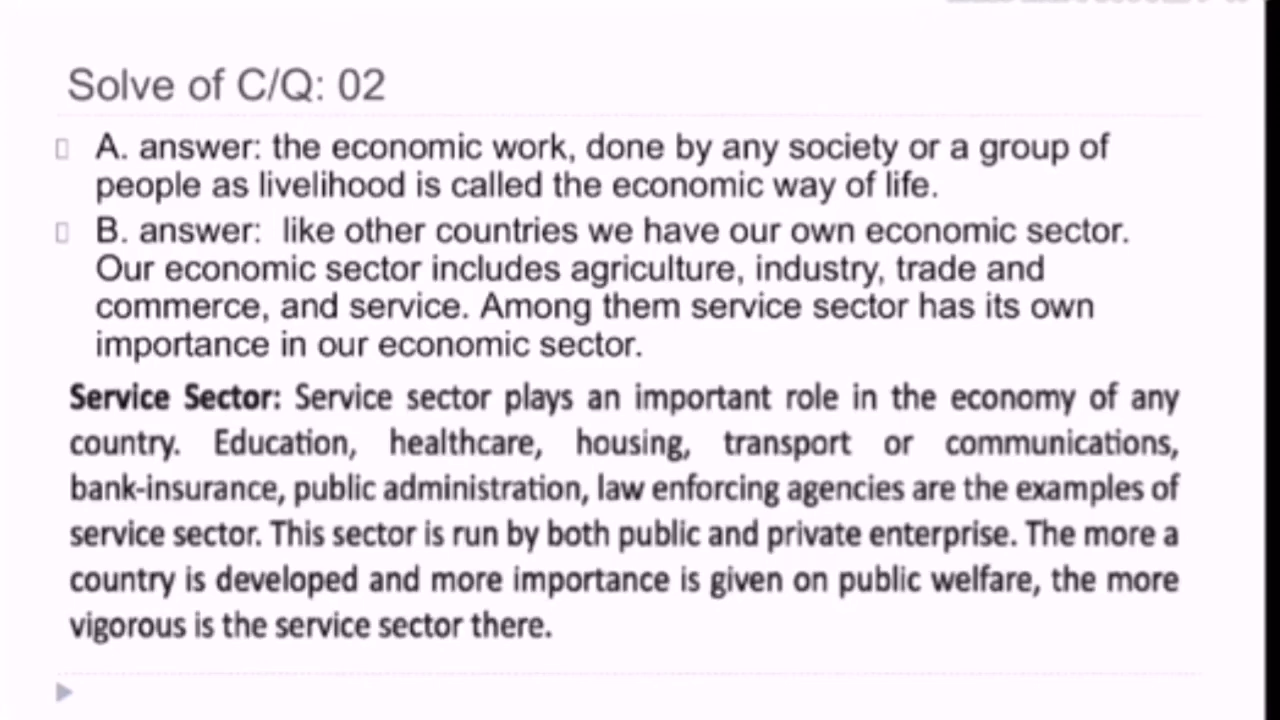 Solve of C/Q: 02
A. answer: the economic work, done by any society or a group of
people as livelihood is called the economic way of life.
B. answer: like other countries we have our own economic sector.
Our economic sector includes agriculture, industry, trade and
commerce, and service. Among them service sector has its own
importance in our economic sector.
Service Sector: Service sector plays an important role in the economy of any
country. Education, healthcare, housing, transport or communications,
bank-insurance, public administration, law enforcing agencies are the examples of
service sector. This sector is run by both public and private enterprise. The more a
country is developed and more importance is given on public welfare, the more
vigorous is the service sector there.